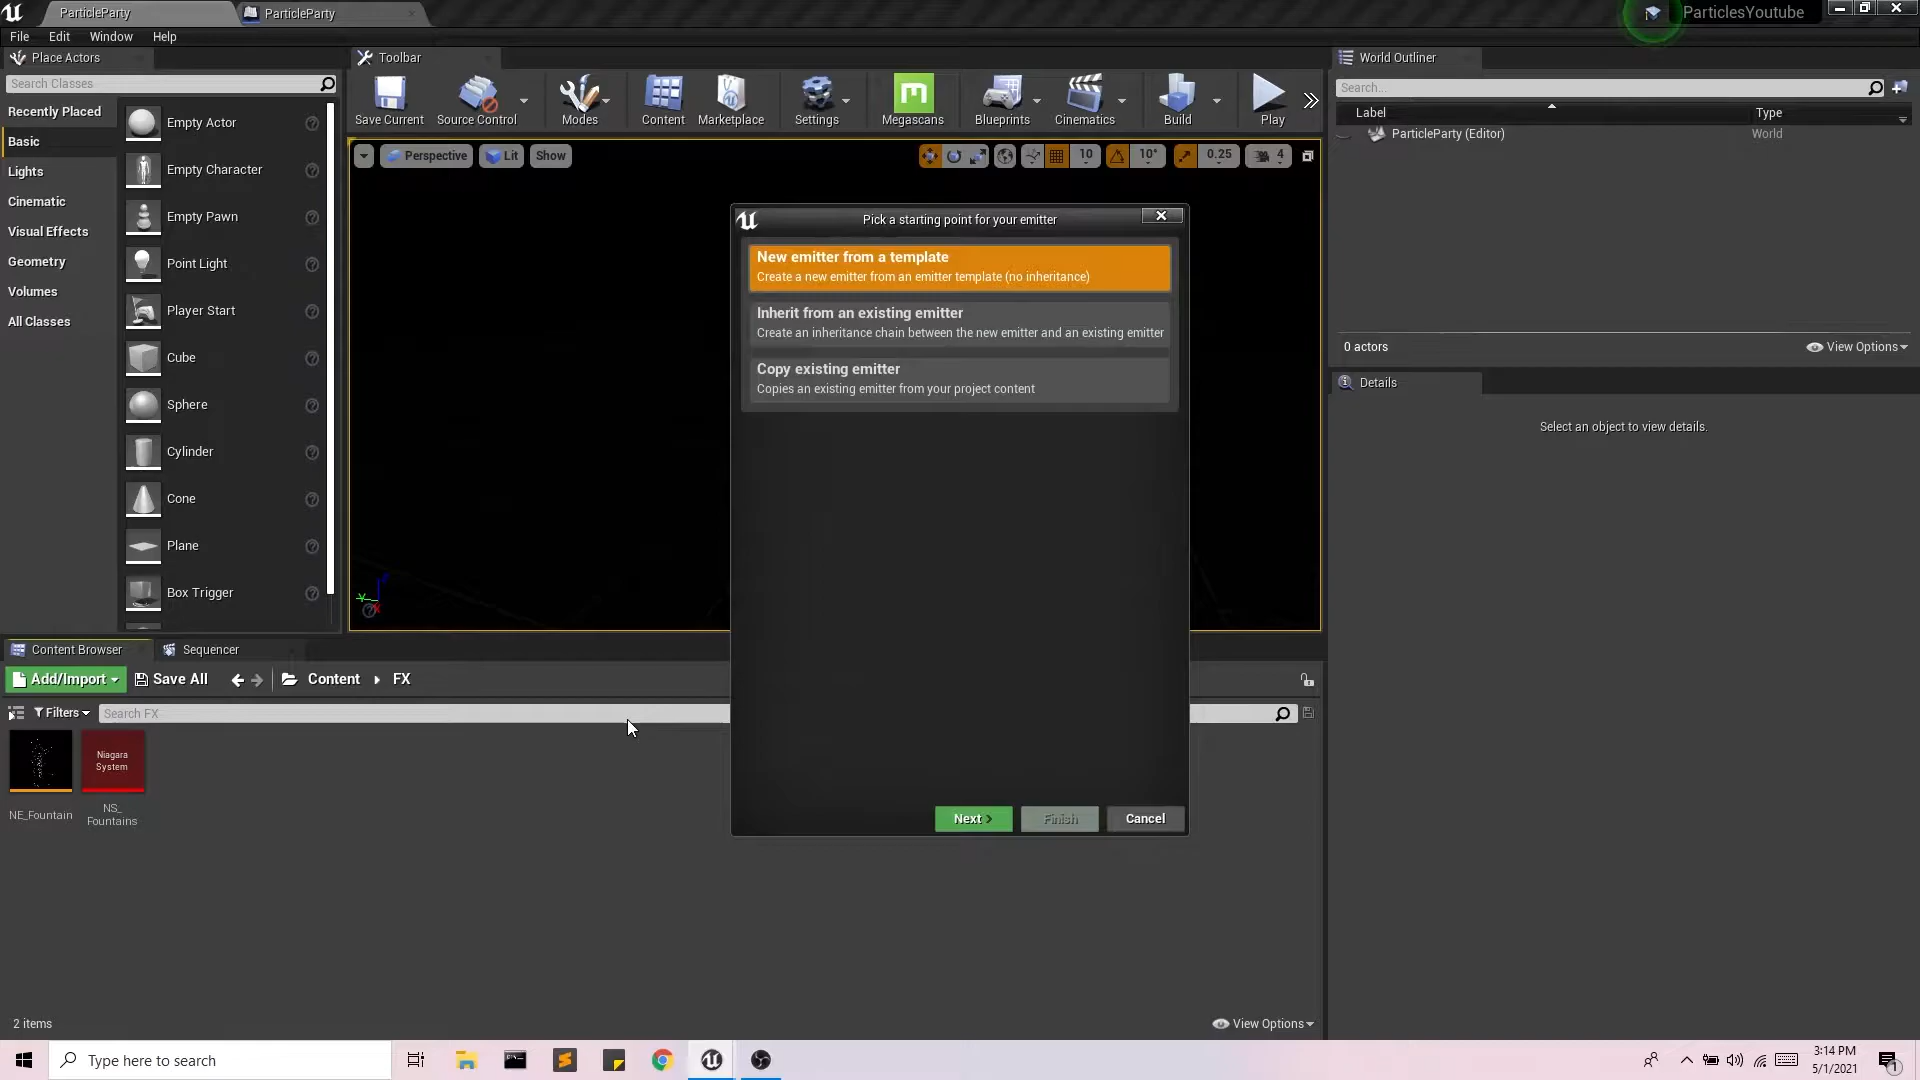 ParticleParty
ParticleParty
ParticlesYoutube
File
Edit
Window
Help
Place Actors
Toolbar
World Outliner
Search Classes
Save Current
Source Control
Modes
Content
Marketplace
Settings
Megascans
Blueprints
Cinematics
Build
Play
Search...
Label
Type
ParticleParty (Editor)
World
0 actors
View Options
Details
Select an object to view details.
Recently Placed
Basic
Lights
Cinematic
Visual Effects
Geometry
Volumes
All Classes
Empty Actor
Empty Character
Empty Pawn
Point Light
Player Start
Cube
Sphere
Cylinder
Cone
Plane
Box Trigger
Perspective
Lit
Show
10
10°
0.25
4
Pick a starting point for your emitter
New emitter from a template
Create a new emitter from an emitter template (no inheritance)
Inherit from an existing emitter
Create an inheritance chain between the new emitter and an existing emitter
Copy existing emitter
Copies an existing emitter from your project content
Next >
Finish
Cancel
Content Browser
Sequencer
Add/Import
Save All
Content
FX
Filters
Search FX
NE_Fountain
Niagara
System
NS_
Fountains
2 items
View Options
Type here to search
3:14 PM
5/1/2021
1